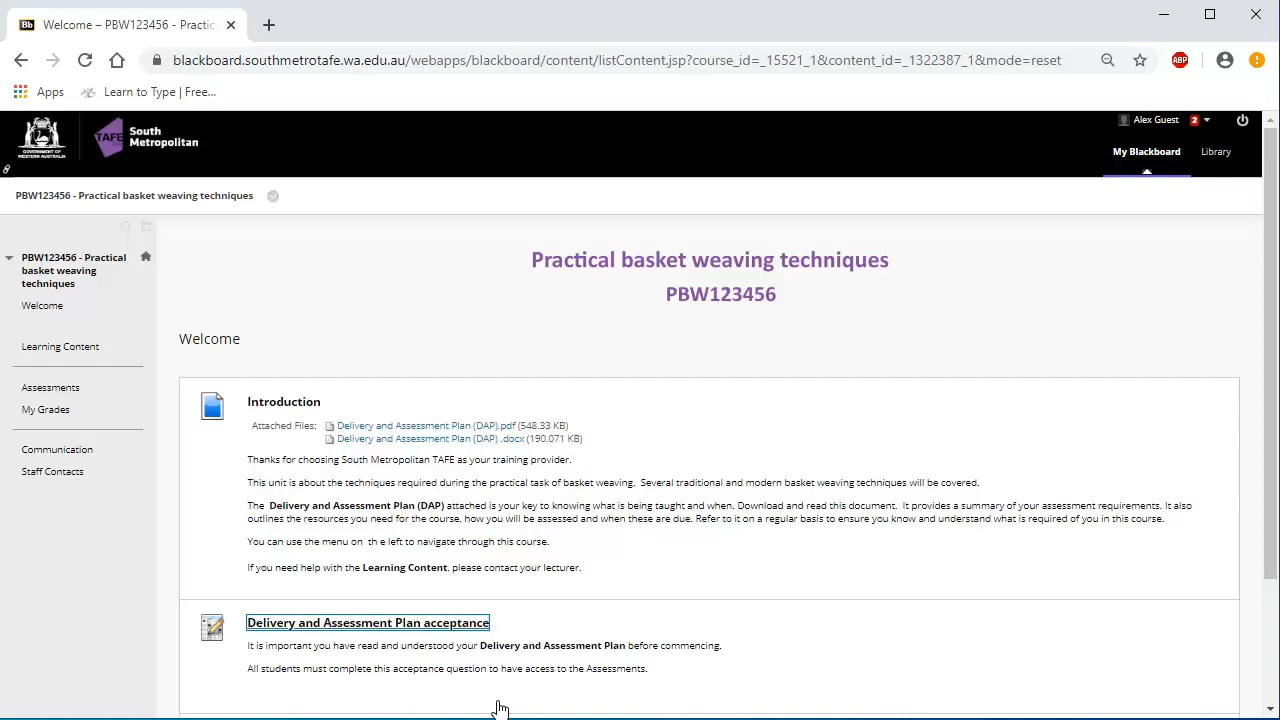 Welcome – PBW123456 - Practic
blackboard.southmetrotafe.wa.edu.au/webapps/blackboard/content/listContent.jsp?course_id=_15521_1&content_id=_1322387_1&mode=reset
ABP
Apps Learn to Type | Free...
GOVERNMENT OF WESTERN AUSTRALIA
TAFE South Metropolitan
Alex Guest 2
My Blackboard Library
PBW123456 - Practical basket weaving techniques
PBW123456 - Practical
basket weaving
techniques
Welcome
Learning Content
Assessments
My Grades
Communication
Staff Contacts
Practical basket weaving techniques
PBW123456
Welcome
Introduction
Attached Files: Delivery and Assessment Plan (DAP).pdf (548.33 KB)
Delivery and Assessment Plan (DAP) .docx (190.071 KB)
Thanks for choosing South Metropolitan TAFE as your training provider.
This unit is about the techniques required during the practical task of basket weaving. Several traditional and modern basket weaving techniques will be covered.
The Delivery and Assessment Plan (DAP) attached is your key to knowing what is being taught and when. Download and read this document. It provides a summary of your assessment requirements. It also
outlines the resources you need for the course, how you will be assessed and when these are due. Refer to it on a regular basis to ensure you know and understand what is required of you in this course.
You can use the menu on th e left to navigate through this course.
If you need help with the Learning Content, please contact your lecturer.
Delivery and Assessment Plan acceptance
It is important you have read and understood your Delivery and Assessment Plan before commencing.
All students must complete this acceptance question to have access to the Assessments.